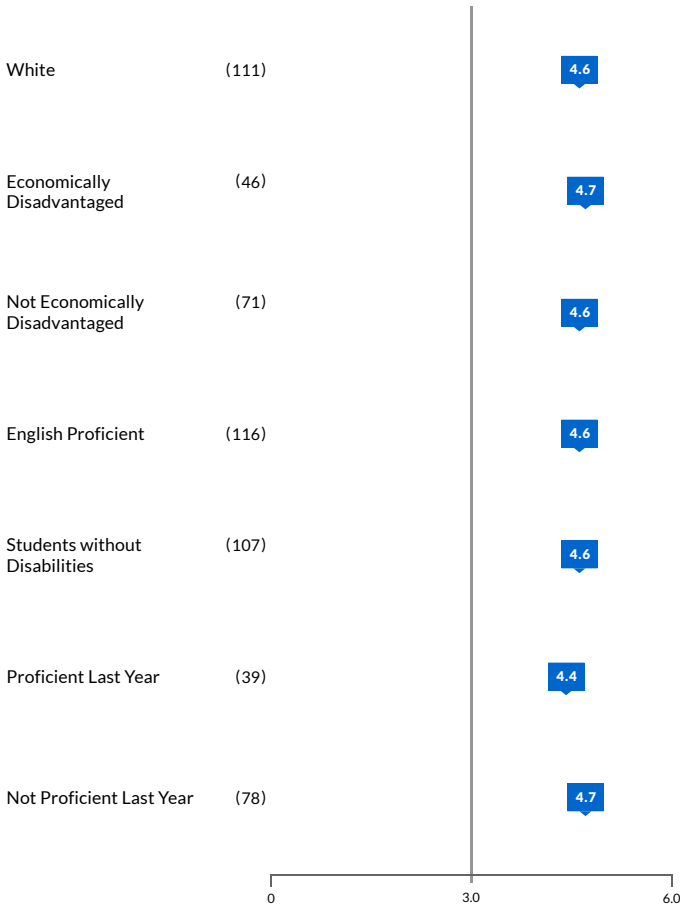 White (111) 4.6
Economically (46)
Disadvantaged 4.7
Not Economically (71)
Disadvantaged 4.6
English Proficient (116) 4.6
Students without (107)
Disabilities 4.6
Proficient Last Year (39) 4.4
Not Proficient Last Year (78) 4.7
0 3.0 6.0